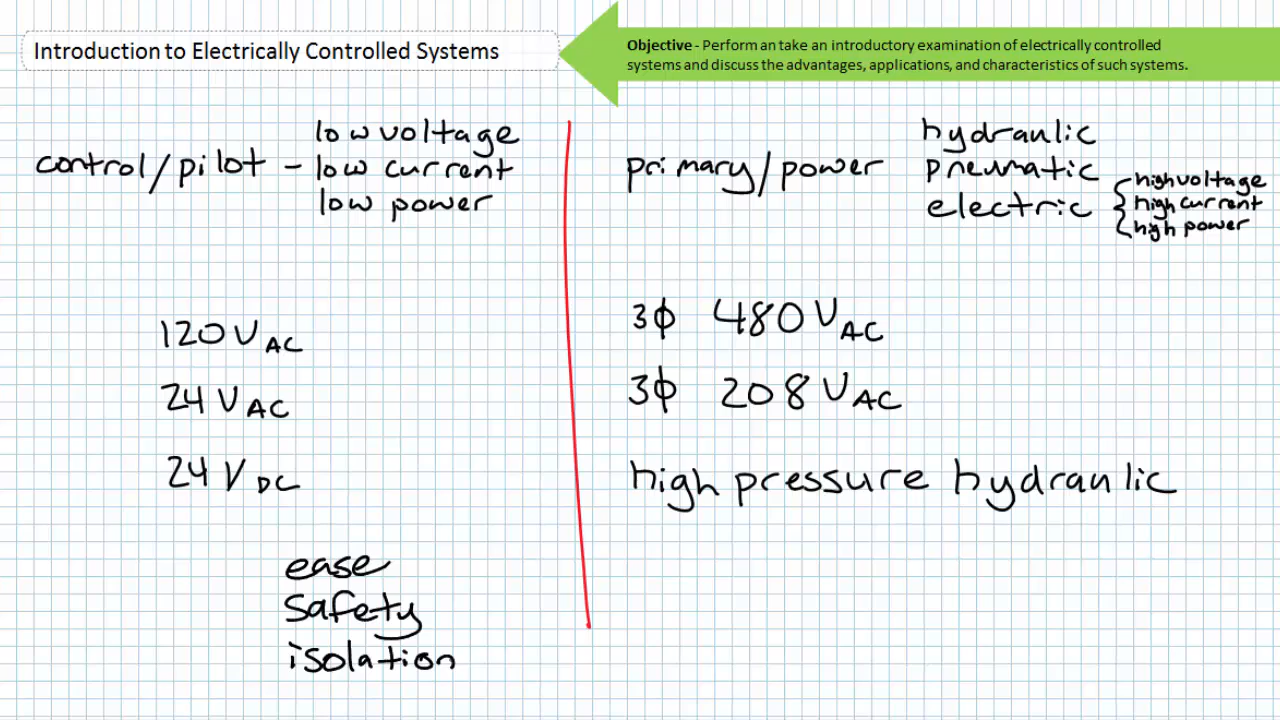 Introduction to Electrically Controlled Systems
Objective - Perform an take an introductory examination of electrically controlled
systems and discuss the advantages, applications, and characteristics of such systems.
control/pilot - low voltage
low current
low power
120 VAC
24 VAC
24 VDC
ease
safety
isolation
primary/power
hydraulic
pneumatic
electric
high voltage
high current
high power
3ϕ 480 VAC
3ϕ 208 VAC
high pressure hydraulic